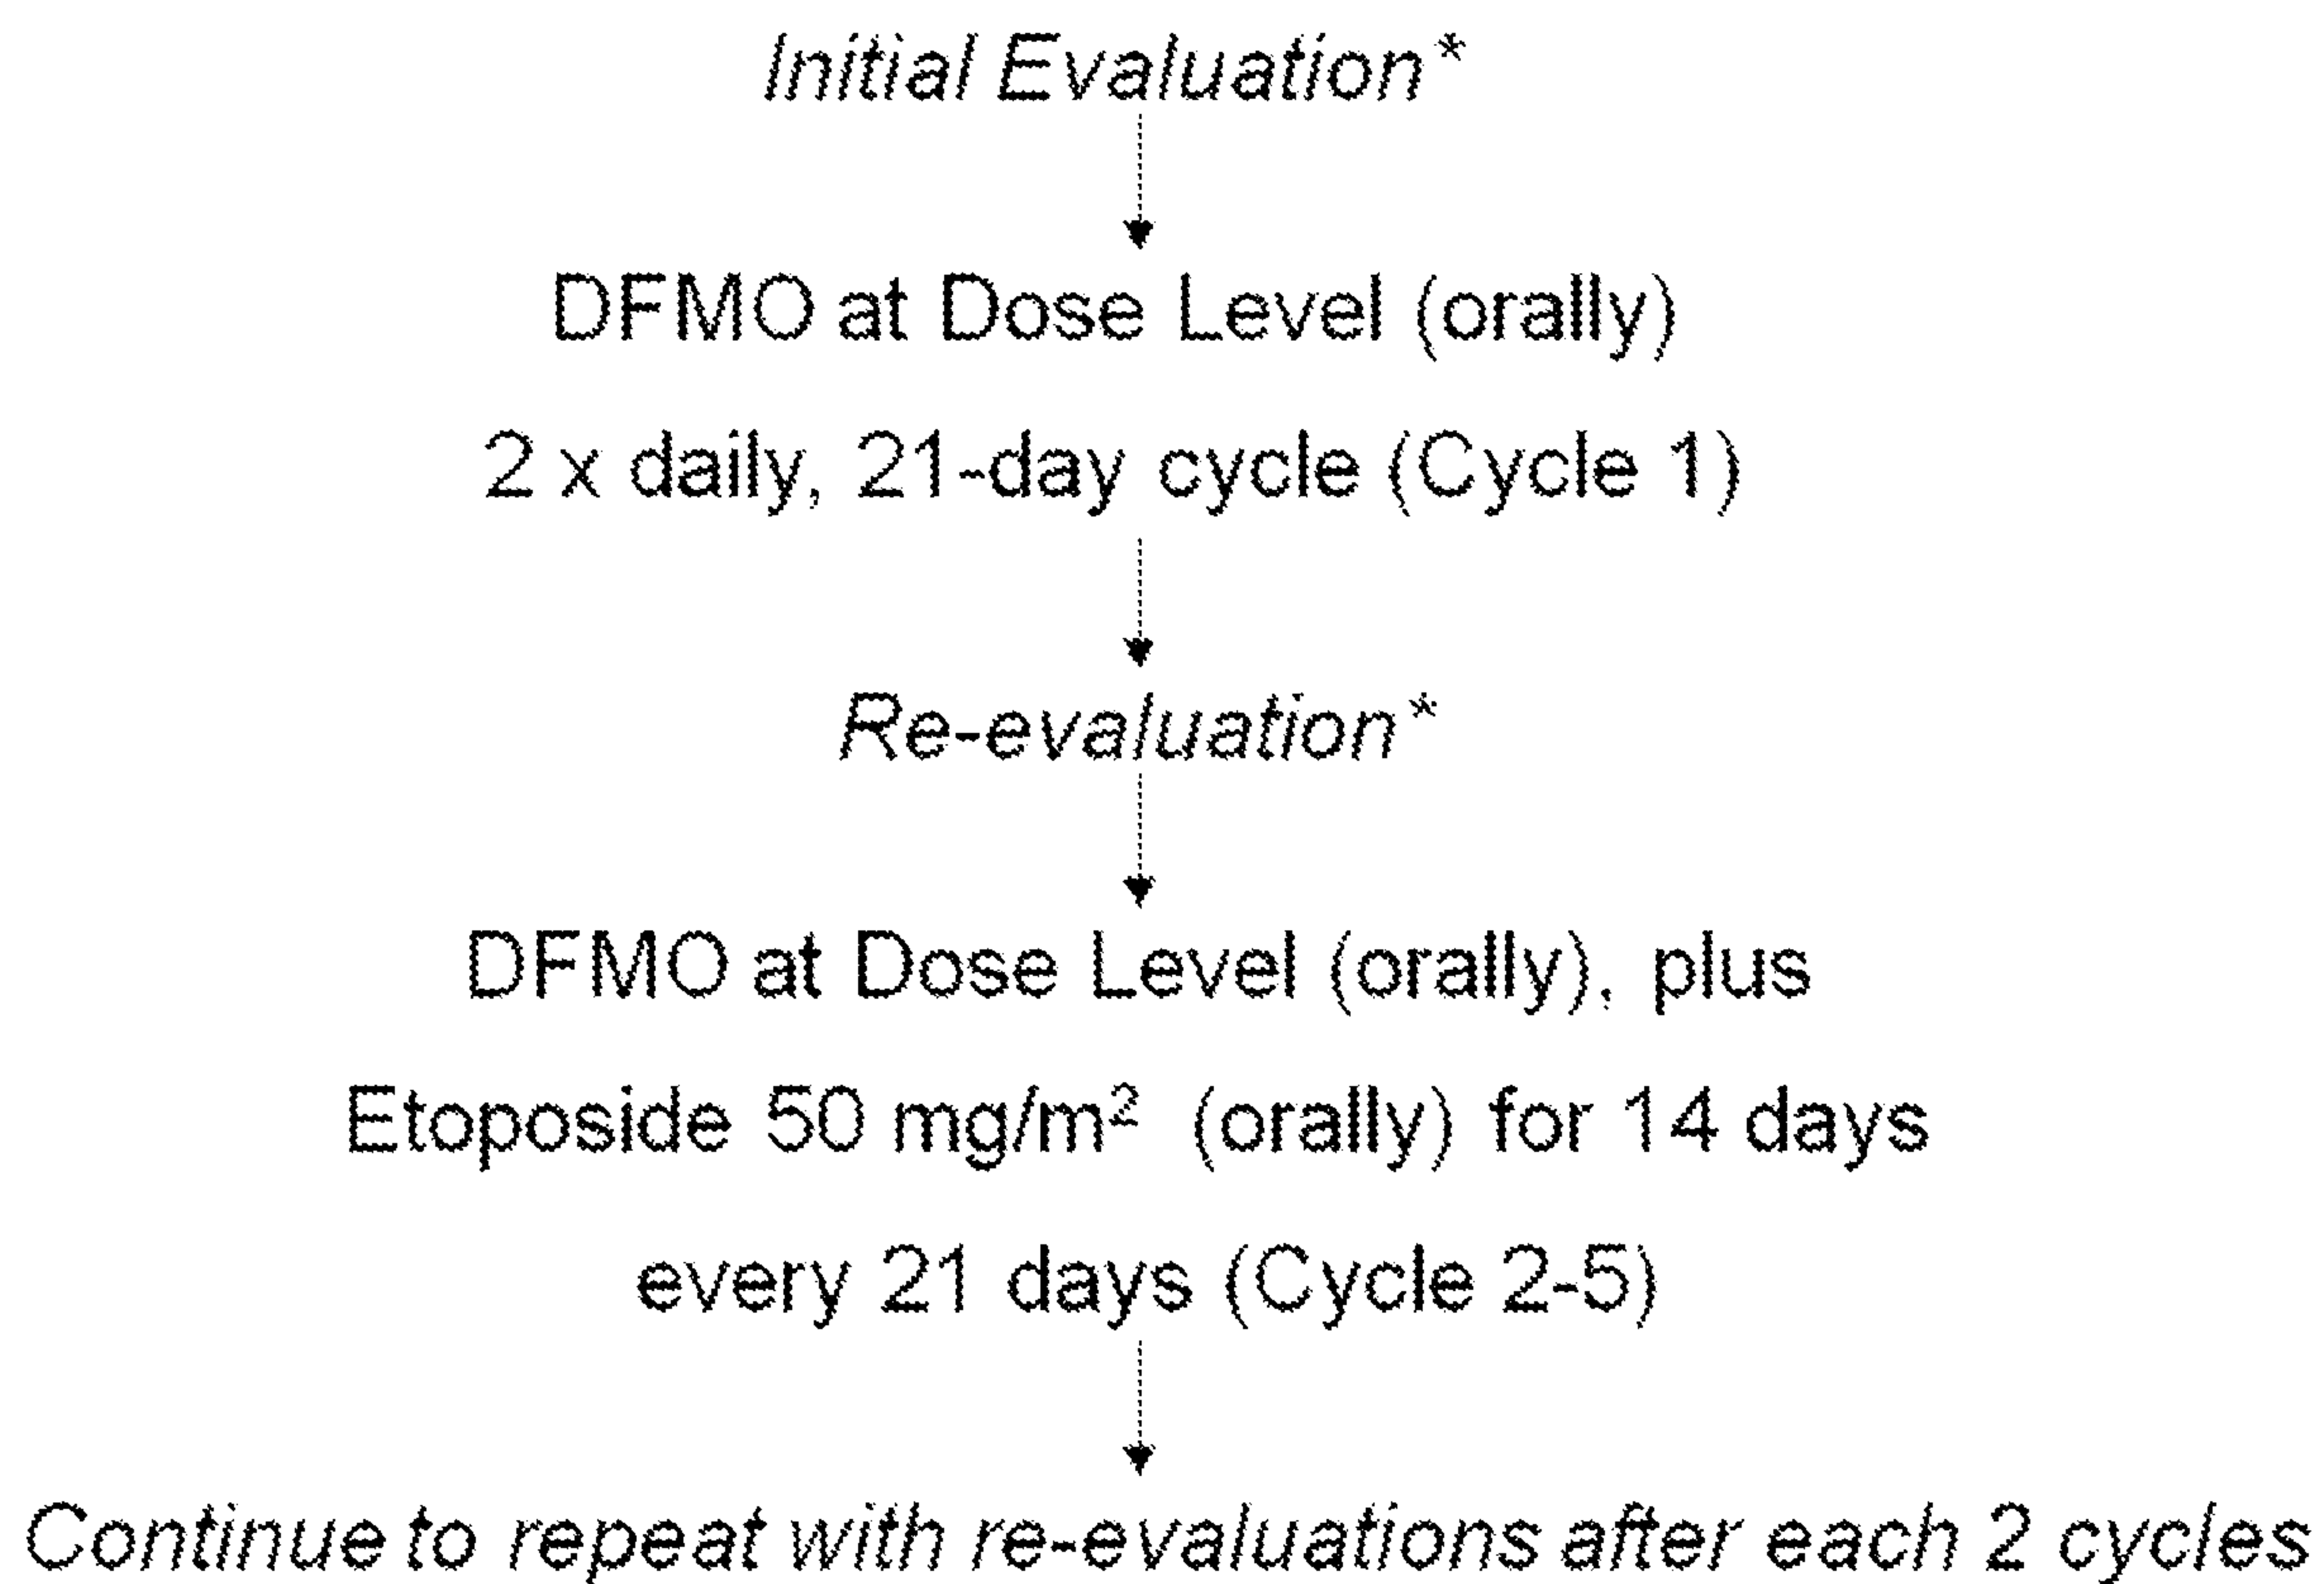 Initial Evaluation*
DFMO at Dose Level (orally)
2 x daily, 21-day cycle (Cycle 1)
Re-evaluation*
DFMO at Dose Level (orally), plus
Etoposide 50 mg/m² (orally) for 14 days
every 21 days (Cycle 2-5)
Continue to repeat with re-evaluations after each 2 cycles